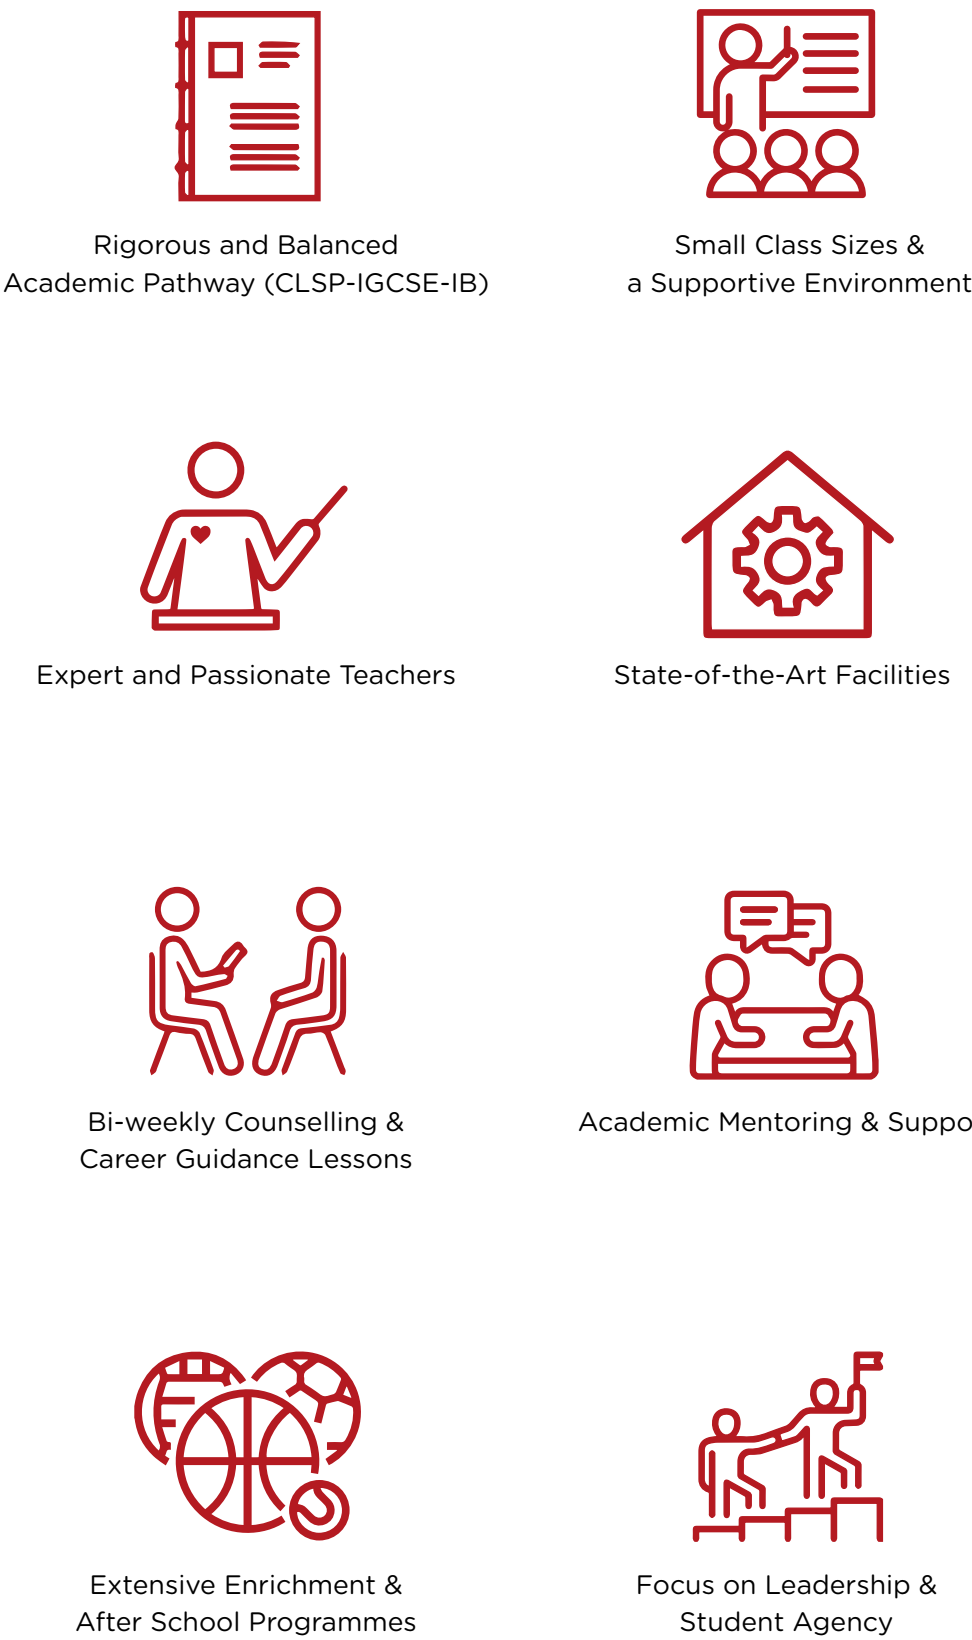 Rigorous and Balanced
Academic Pathway (CLSP-IGCSE-IB)
Small Class Sizes &
a Supportive Environment
Expert and Passionate Teachers
State-of-the-Art Facilities
Bi-weekly Counselling &
Career Guidance Lessons
Academic Mentoring & Suppo
Extensive Enrichment &
After School Programmes
Focus on Leadership &
Student Agency